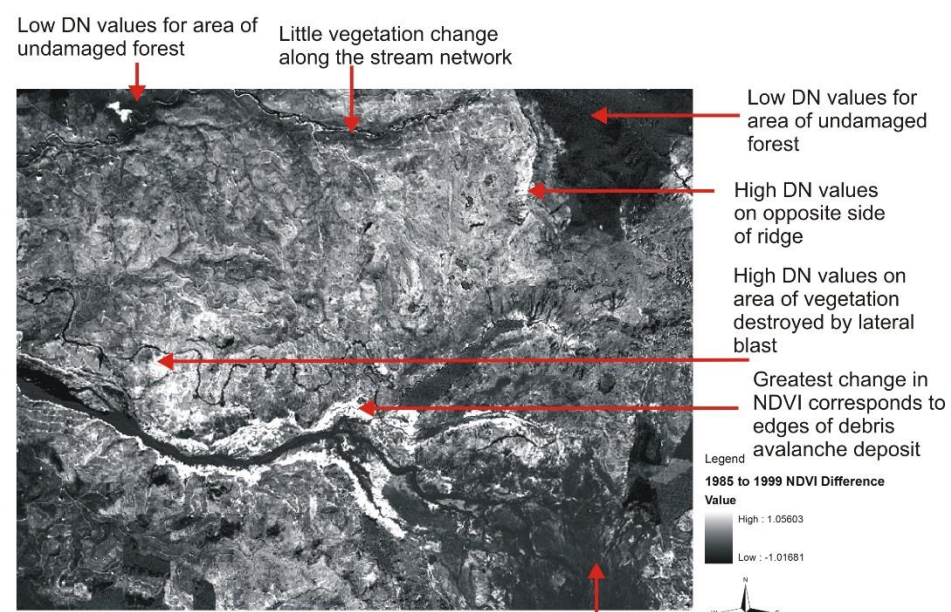 Low DN values for area of
undamaged forest
Little vegetation change
along the stream network
Low DN values for
area of undamaged
forest
High DN values
on opposite side
of ridge
High DN values on
area of vegetation
destroyed by lateral
blast
Greatest change in
NDVI corresponds to
edges of debris
avalanche deposit
Legend
1985 to 1999 NDVI Difference
Value
High : 1.05603
Low : -1.01681
N